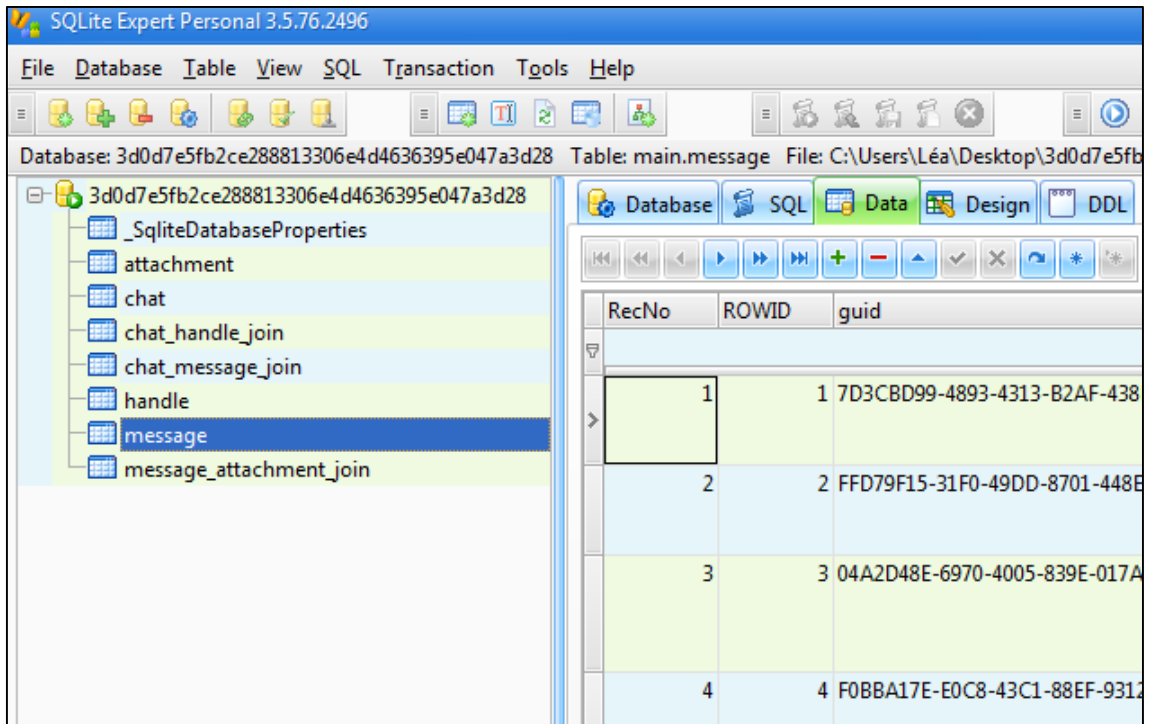 SQLite Expert Personal 3.5.76.2496
File Database Table View SQL Transaction Tools Help
Database: 3d0d7e5fb2ce288813306e4d4636395e047a3d28 Table: main.message File: C:\Users\Léa\Desktop\3d0d7e5fb
3d0d7e5fb2ce288813306e4d4636395e047a3d28
_SqliteDatabaseProperties
attachment
chat
chat_handle_join
chat_message_join
handle
message
message_attachment_join
Database SQL Data Design DDL
RecNo ROWID guid
1 1 7D3CBD99-4893-4313-B2AF-438
2 2 FFD79F15-31F0-49DD-8701-448E
3 3 04A2D48E-6970-4005-839E-017A
4 4 F0BBA17E-E0C8-43C1-88EF-9312